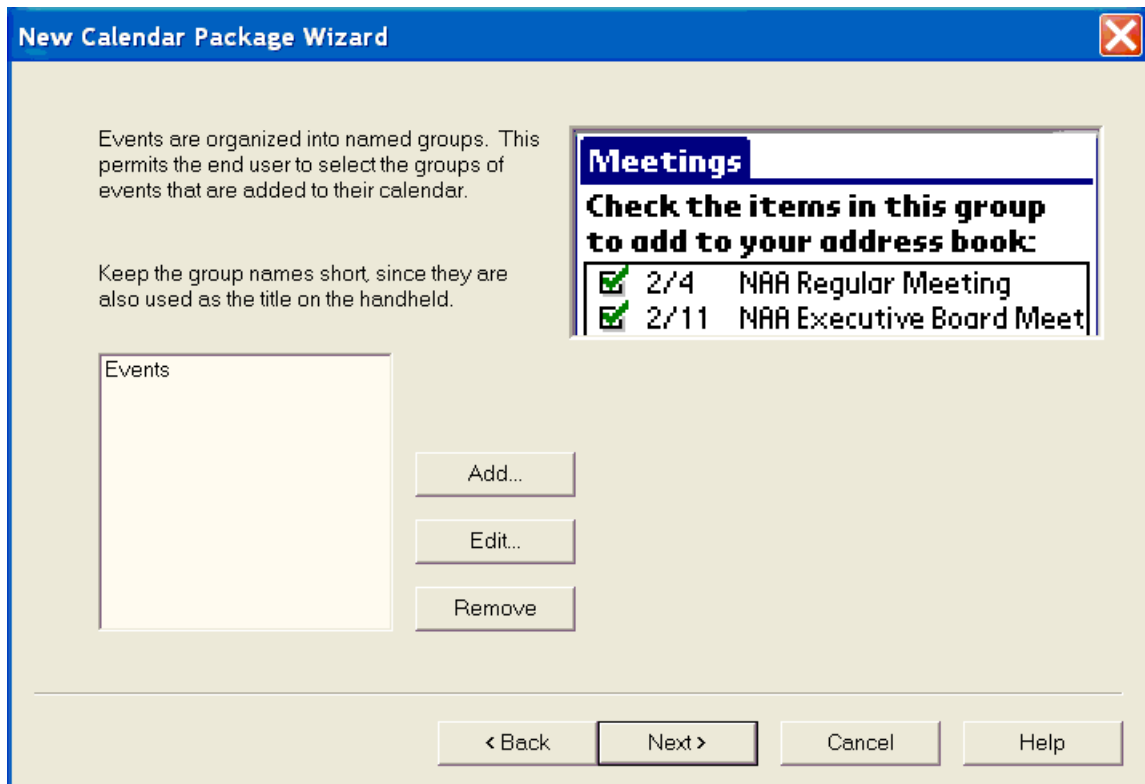 New Calendar Package Wizard
Events are organized into named groups. This
permits the end user to select the groups of
events that are added to their calendar.
Keep the group names short, since they are
also used as the title on the handheld.
Meetings
Check the items in this group
to add to your address book:
2/4 NAA Regular Meeting
2/11 NAA Executive Board Meet
Events
Add...
Edit...
Remove
< Back
Next >
Cancel
Help